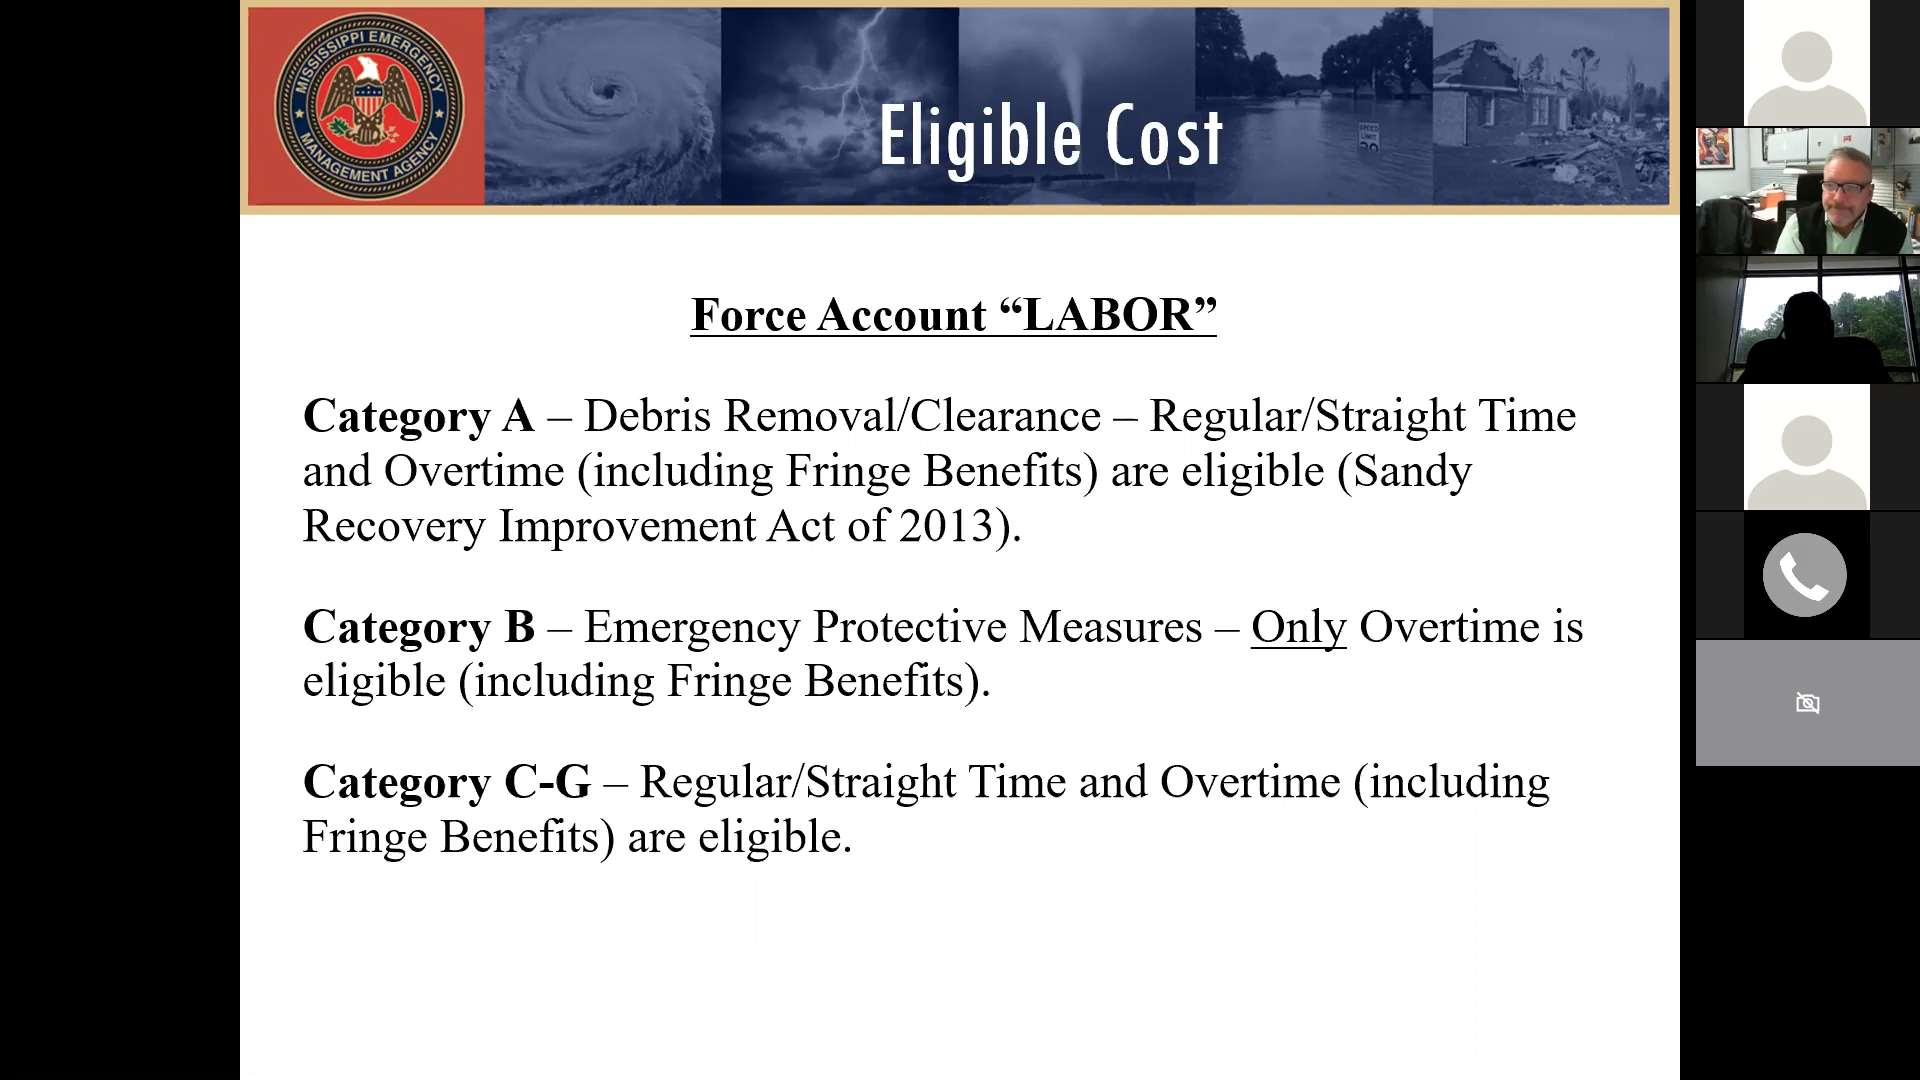 MISSISSIPPI EMERGENCY
MANAGEMENT AGENCY
SPEED
LIMIT
Eligible Cost
Force Account “LABOR”
Category A – Debris Removal/Clearance – Regular/Straight Time
and Overtime (including Fringe Benefits) are eligible (Sandy
Recovery Improvement Act of 2013).
Category B – Emergency Protective Measures – Only Overtime is
eligible (including Fringe Benefits).
Category C-G – Regular/Straight Time and Overtime (including
Fringe Benefits) are eligible.